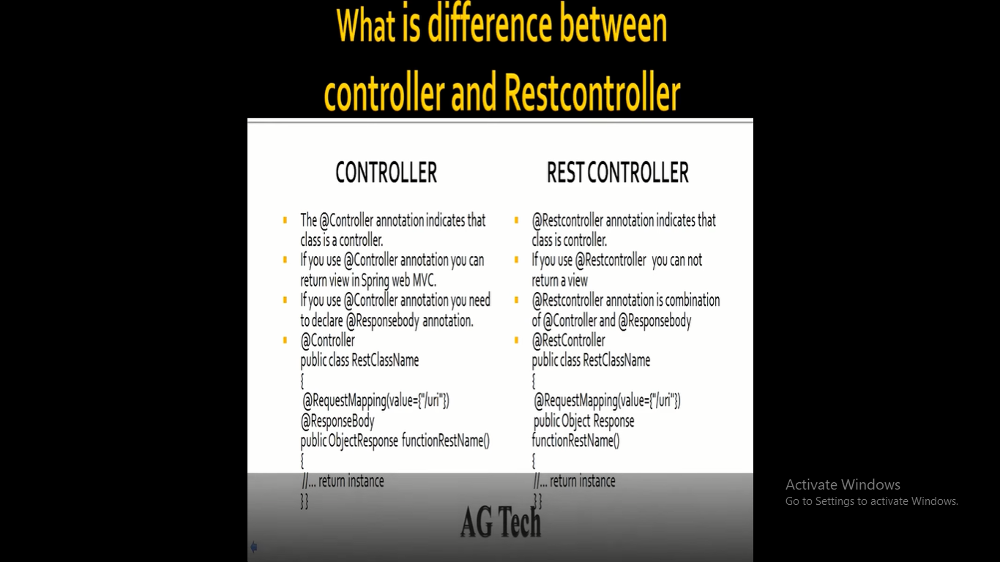 What is difference between
controller and Restcontroller
CONTROLLER
The @Controller annotation indicates that
class is a controller.
If you use @Controller annotation you can
return view in Spring web MVC.
If you use @Controller annotation you need
to declare @Responsebody annotation.
@Controller
public class RestClassName
{
@RequestMapping(value={"/uri"})
@ResponseBody
public ObjectResponse functionRestName()
{
//... return instance
} }
REST CONTROLLER
@Restcontroller annotation indicates that
class is controller.
If you use @Restcontroller you can not
return a view
@Restcontroller annotation is combination
of @Controller and @Responsebody
@RestController
public class RestClassName
{
@RequestMapping(value={"/uri"})
public Object Response
functionRestName()
{
//... return instance
} }
AG Tech
Activate Windows
Go to Settings to activate Windows.